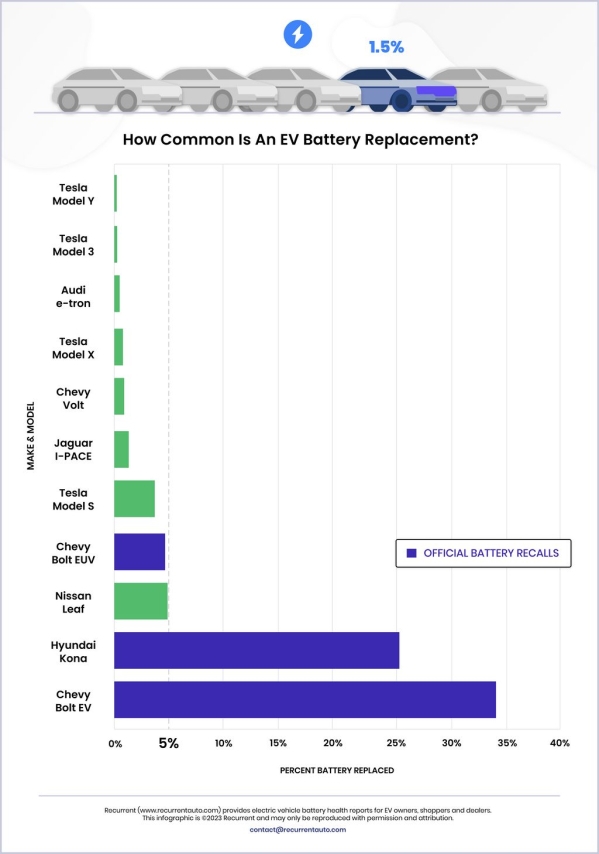 1.5%
How Common Is An EV Battery Replacement?
MAKE & MODEL
Tesla
Model Y
Tesla
Model 3
Audi
e-tron
Tesla
Model X
Chevy
Volt
Jaguar
I-PACE
Tesla
Model S
Chevy
Bolt EUV
Nissan
Leaf
Hyundai
Kona
Chevy
Bolt EV
OFFICIAL BATTERY RECALLS
0% 5% 10% 15% 20% 25% 30% 35% 40%
PERCENT BATTERY REPLACED
Recurrent (www.recurrentauto.com) provides electric vehicle battery health reports for EV owners, shoppers and dealers.
This infographic is ©2023 Recurrent and may only be reproduced with permission and attribution.
contact@recurrentauto.com